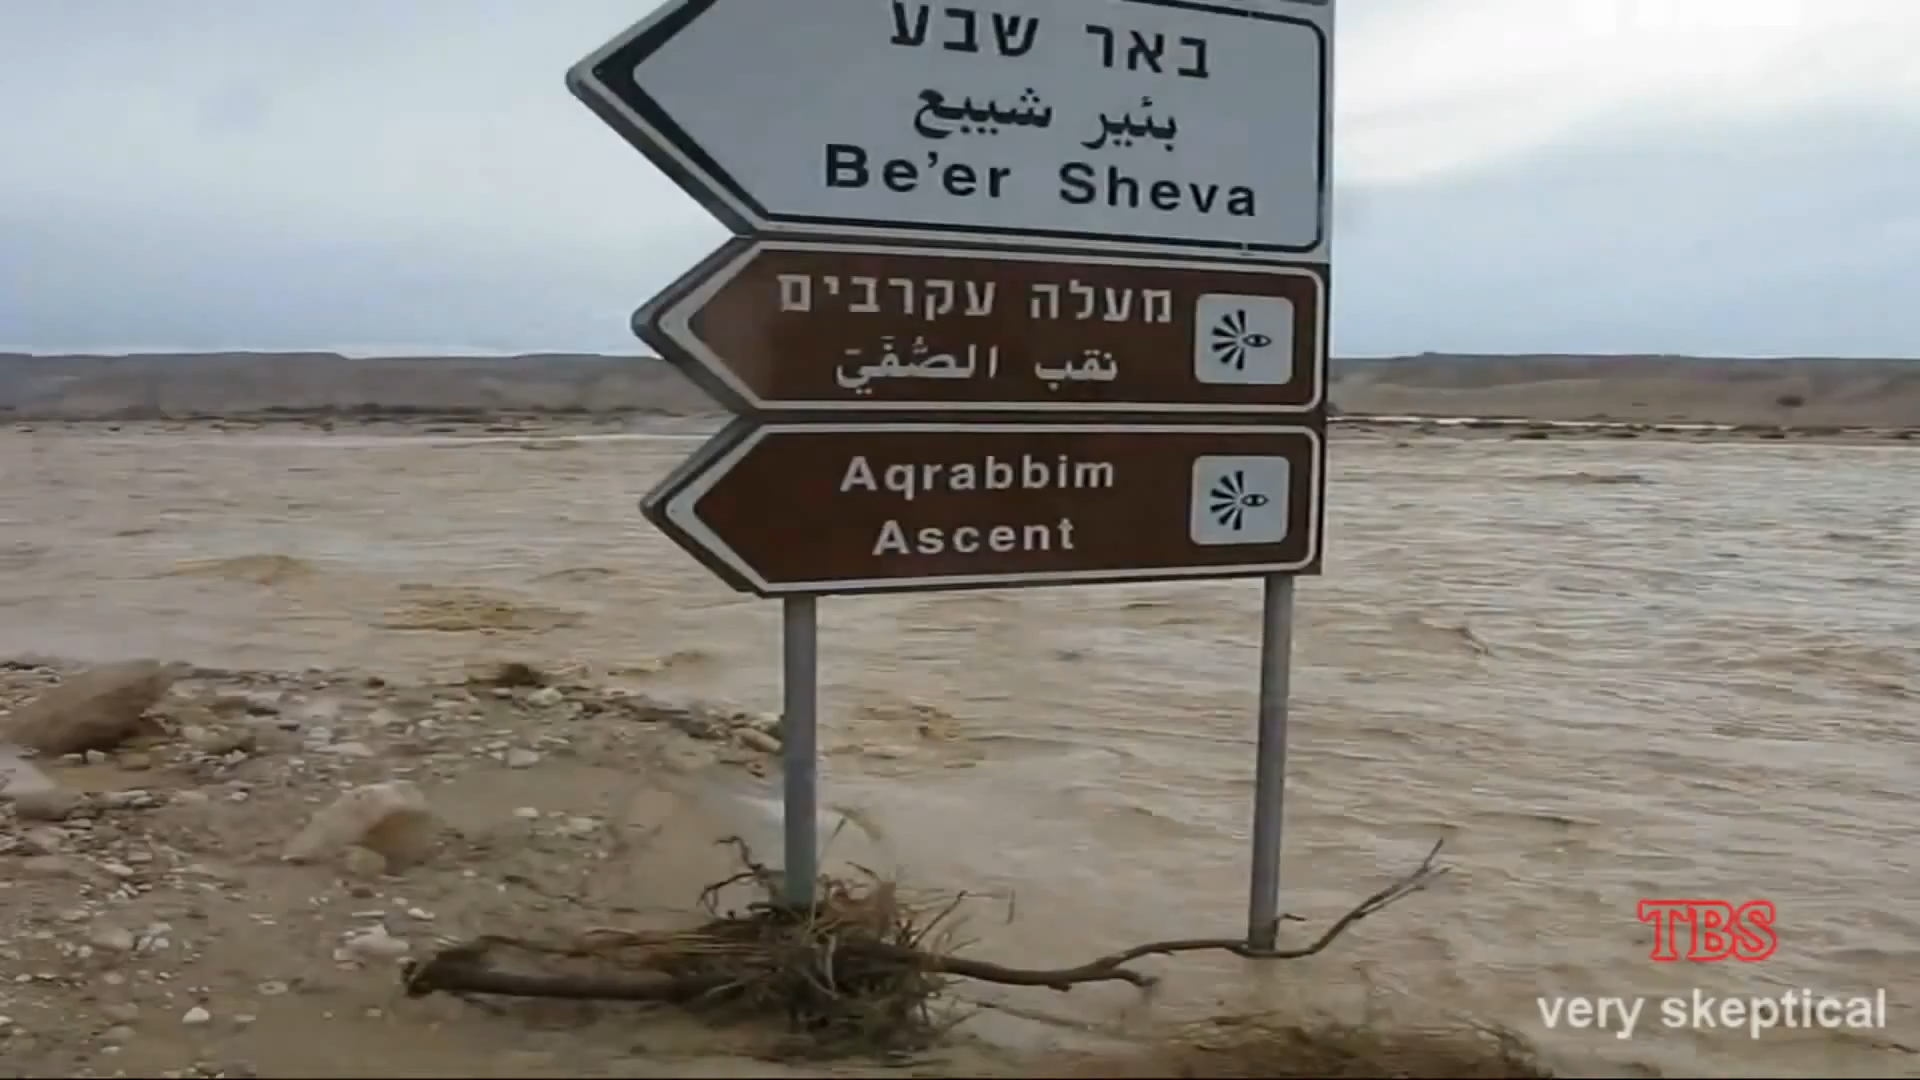 באר שבע
بئير شيبع
Be'er Sheva
מעלה עקרבים
نقب الصُّفَيّ
Aqrabbim
Ascent
TBS
very skeptical